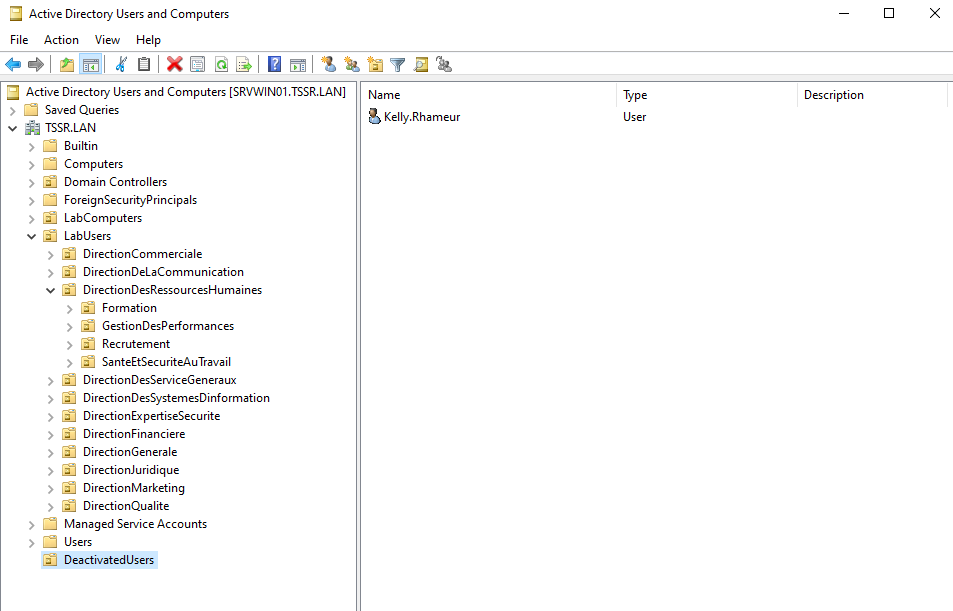 Active Directory Users and Computers
File Action View Help
Active Directory Users and Computers [SRVWIN01.TSSR.LAN]
Saved Queries
TSSR.LAN
Builtin
Computers
Domain Controllers
ForeignSecurityPrincipals
LabComputers
LabUsers
DirectionCommerciale
DirectionDeLaCommunication
DirectionDesRessourcesHumaines
Formation
GestionDesPerformances
Recrutement
SanteEtSecuriteAuTravail
DirectionDesServiceGeneraux
DirectionDesSystemesDinformation
DirectionExpertiseSecurite
DirectionFinanciere
DirectionGenerale
DirectionJuridique
DirectionMarketing
DirectionQualite
Managed Service Accounts
Users
DeactivatedUsers
Name Type Description
Kelly.Rhameur User